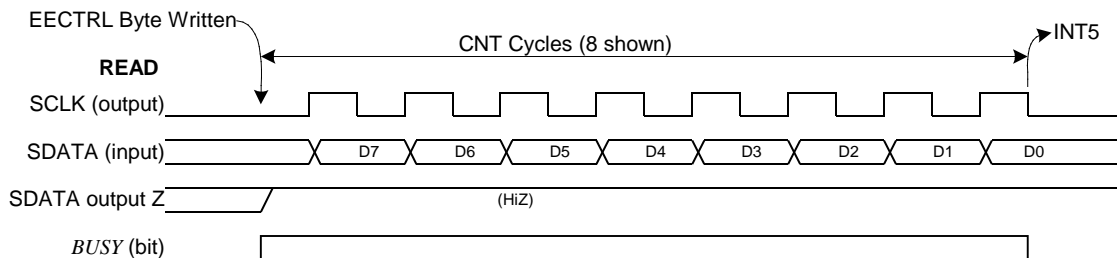 EECTRL Byte Written
CNT Cycles (8 shown)
INT5
READ
SCLK (output)
SDATA (input)
D7 D6 D5 D4 D3 D2 D1 D0
SDATA output Z
(HiZ)
BUSY (bit)